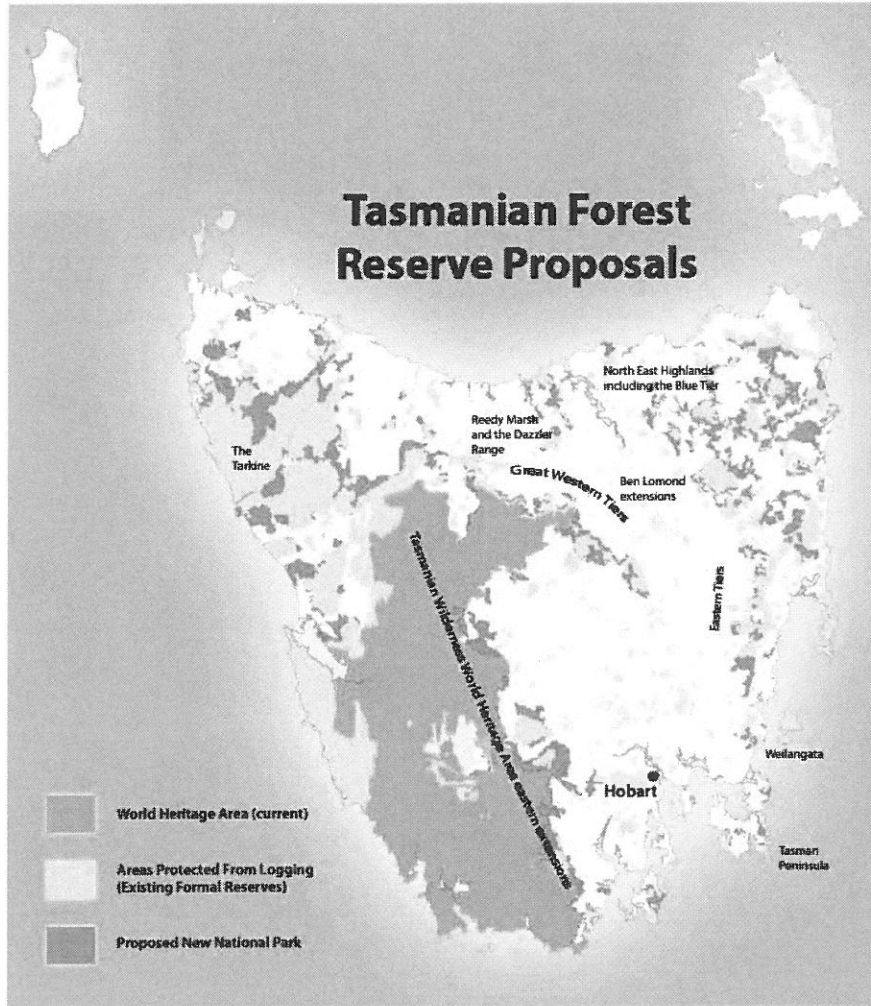 Tasmanian Forest
Reserve Proposals
North East Highlands
including the Blue Tier
Reedy Marsh
and the Dazzler
Range
The
Tarkine
Great Western Tiers
Ben Lomond
extensions
Tasmanian Wilderness World Heritage Area eastern extensions
Eastern Tiers
Weilangata
Hobart
Tasman
Peninsula
World Heritage Area (current)
Areas Protected From Logging
(Existing Formal Reserves)
Proposed New National Park